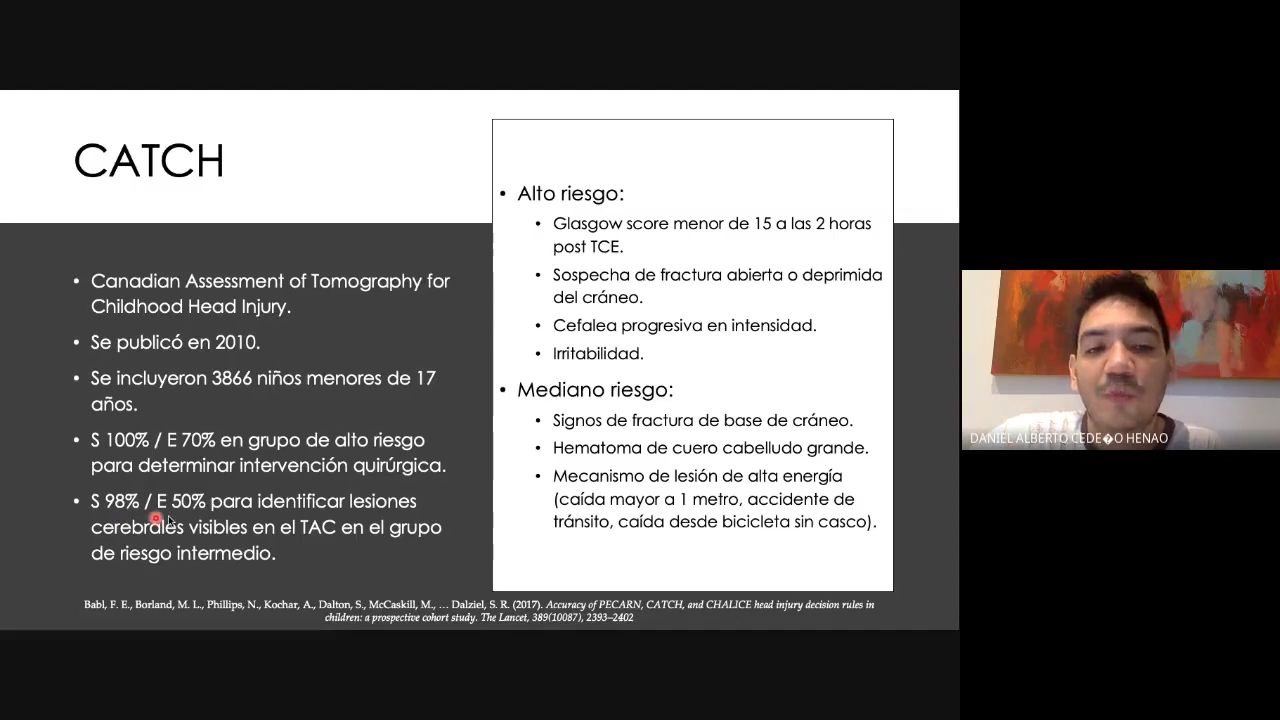 CATCH
• Canadian Assessment of Tomography for
Childhood Head Injury.
• Se publicó en 2010.
• Se incluyeron 3866 niños menores de 17
años.
• S 100% / E 70% en grupo de alto riesgo
para determinar intervención quirúrgica.
• S 98% / E 50% para identificar lesiones
cerebrales visibles en el TAC en el grupo
de riesgo intermedio.
• Alto riesgo:
• Glasgow score menor de 15 a las 2 horas
post TCE.
• Sospecha de fractura abierta o deprimida
del cráneo.
• Cefalea progresiva en intensidad.
• Irritabilidad.
• Mediano riesgo:
• Signos de fractura de base de cráneo.
• Hematoma de cuero cabelludo grande.
• Mecanismo de lesión de alta energía
(caída mayor a 1 metro, accidente de
tránsito, caída desde bicicleta sin casco).
Babl, F. E., Borland, M. L., Phillips, N., Kochar, A., Dalton, S., McCaskill, M., … Dalziel, S. R. (2017). Accuracy of PECARN, CATCH, and CHALICE head injury decision rules in
children: a prospective cohort study. The Lancet, 389(10087), 2393–2402
DANIEL ALBERTO CEDE�O HENAO